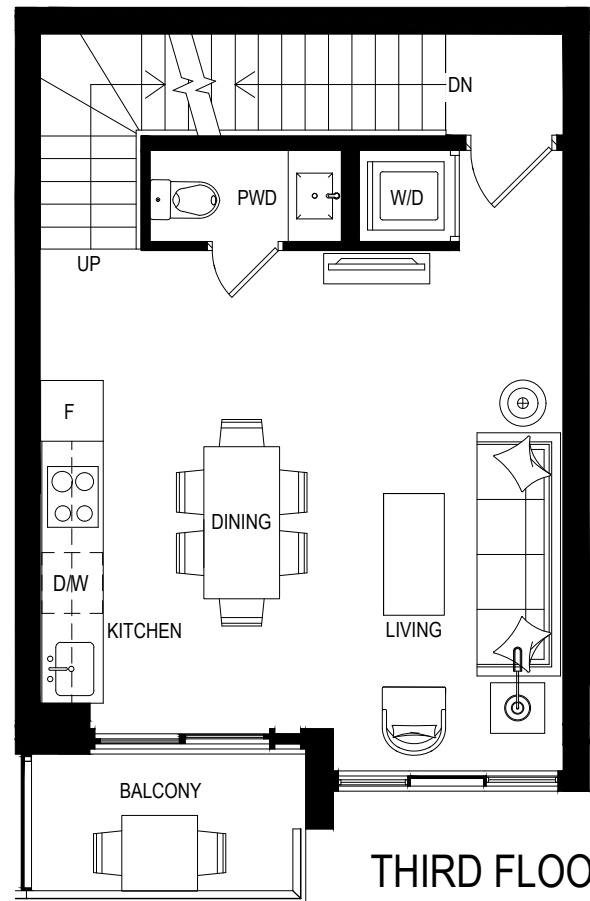 DN
PWD
W/D
UP
F
DINING
D/W
KITCHEN
LIVING
BALCONY
THIRD FLOO